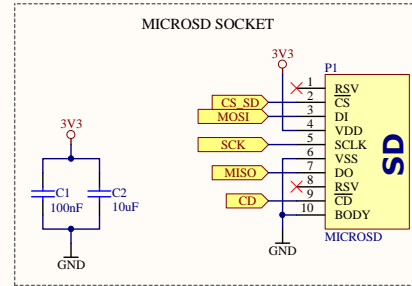 MICROSD SOCKET
3V3
P1
1 RSV
CS_SD 2 CS
MOSI 3 DI
4 VDD
SCK 5 SCLK
6 VSS
MISO 7 DO
8 RSV
CD 9 CD
10 BODY
SD
MICROSD
GND
3V3
C1
100nF
C2
10uF
GND